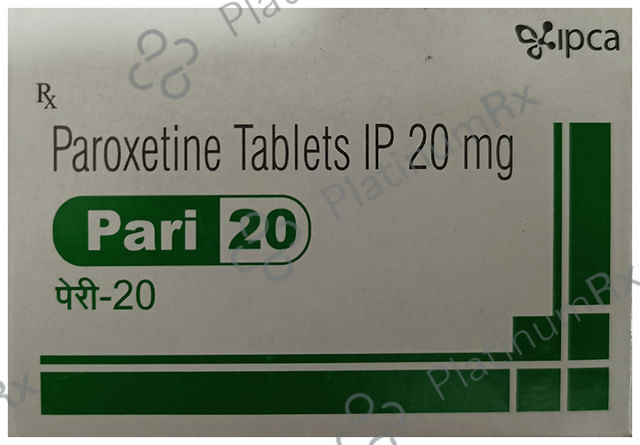 ipca
Rx
Paroxetine Tablets IP 20 mg
Pari 20
पेरी-20
PlatinumRx
PlatinumRx
PlatinumRx